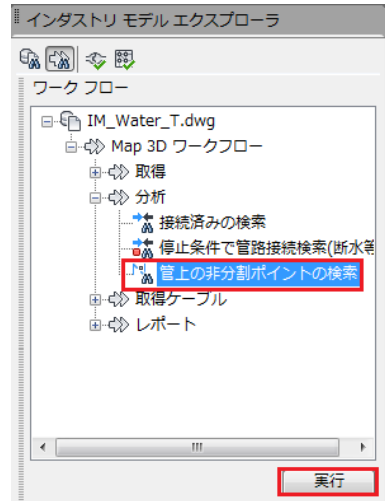 インダストリ モデル エクスプローラ
ワーク フロー
IM_Water_T.dwg
Map 3D ワークフロー
取得
分析
接続済みの検索
停止条件で管路接続検索(断水等
管上の非分割ポイントの検索
取得ケーブル
レポート
実行